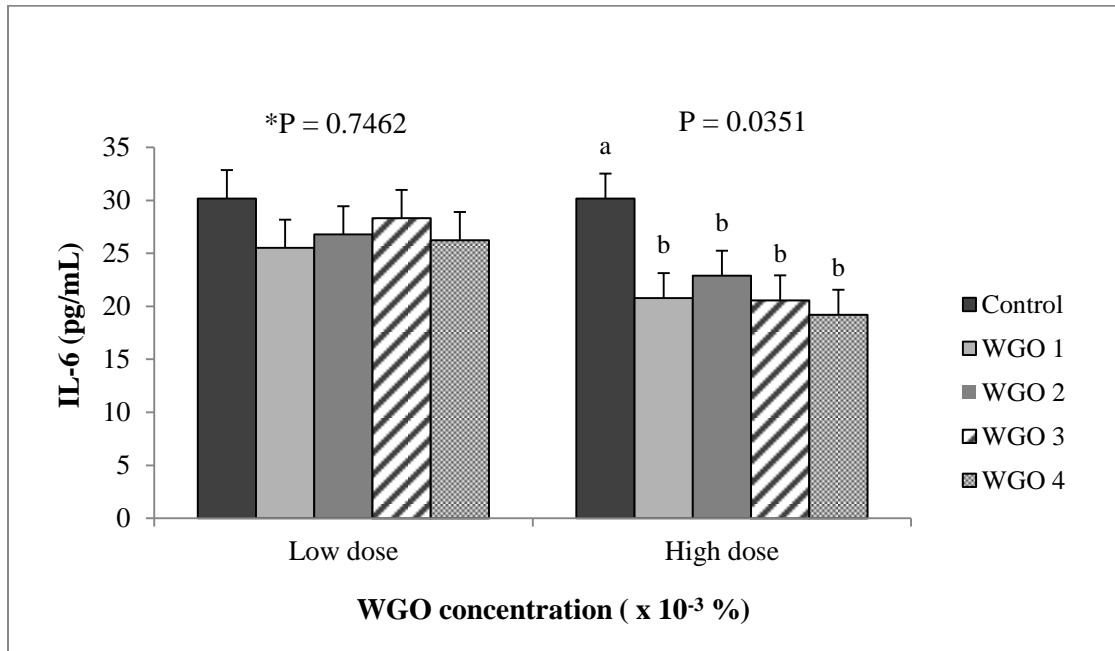 *P = 0.7462
P = 0.0351
35
30
25
20
15
10
5
0
IL-6 (pg/mL)
a
b
b
b
b
Low dose
High dose
WGO concentration ( x 10⁻³ %)
Control
WGO 1
WGO 2
WGO 3
WGO 4